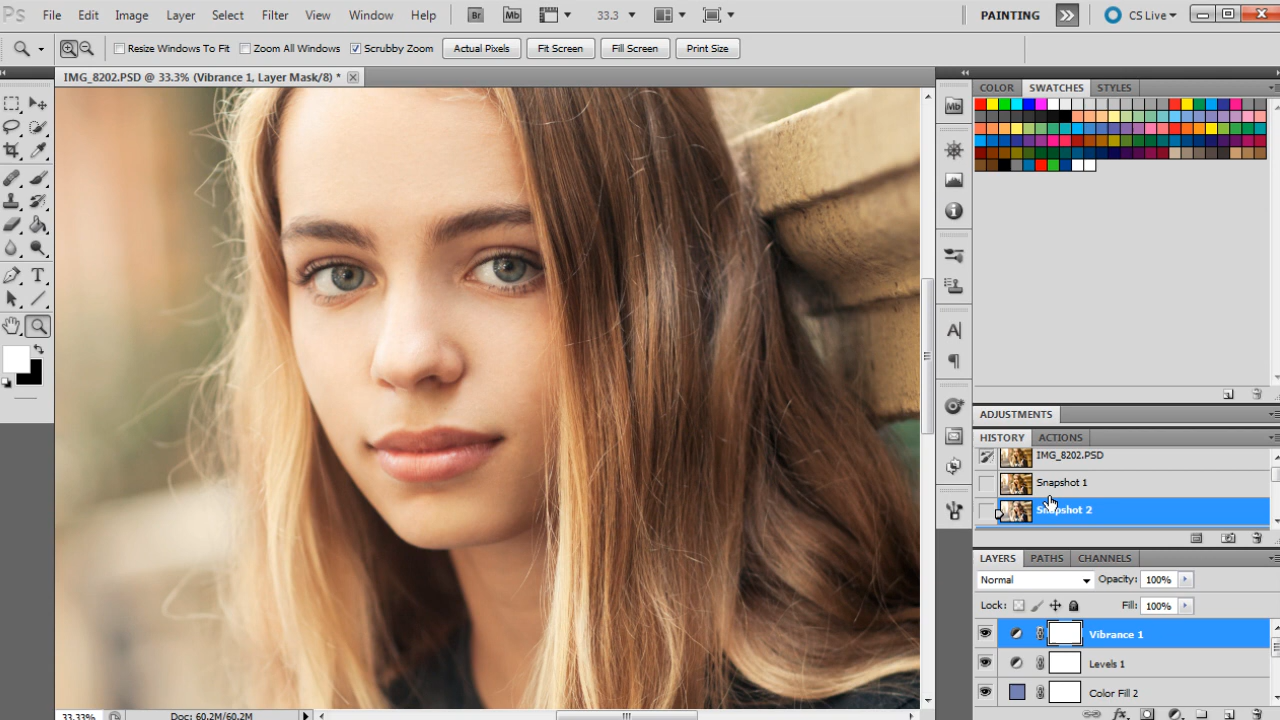 Ps File Edit Image Layer Select Filter View Window Help Br Mb 33.3 PAINTING CS Live
Resize Windows To Fit Zoom All Windows Scrubby Zoom Actual Pixels Fit Screen Fill Screen Print Size
IMG_8202.PSD @ 33.3% (Vibrance 1, Layer Mask/8) *
COLOR SWATCHES STYLES
Mb
T
A
ADJUSTMENTS
HISTORY ACTIONS
IMG_8202.PSD
Snapshot 1
Snapshot 2
LAYERS PATHS CHANNELS
Normal Opacity: 100%
Lock: Fill: 100%
Vibrance 1
Levels 1
Color Fill 2
33.33% Doc: 60.2M/60.2M fx